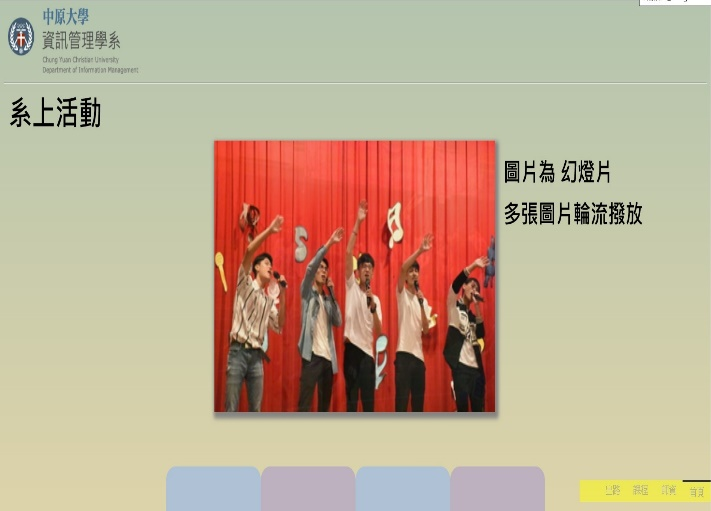 中原大學
資訊管理學系
Chung Yuan Christian University
Department of Information Management
系上活動
圖片為 幻燈片
多張圖片輪流撥放
首頁